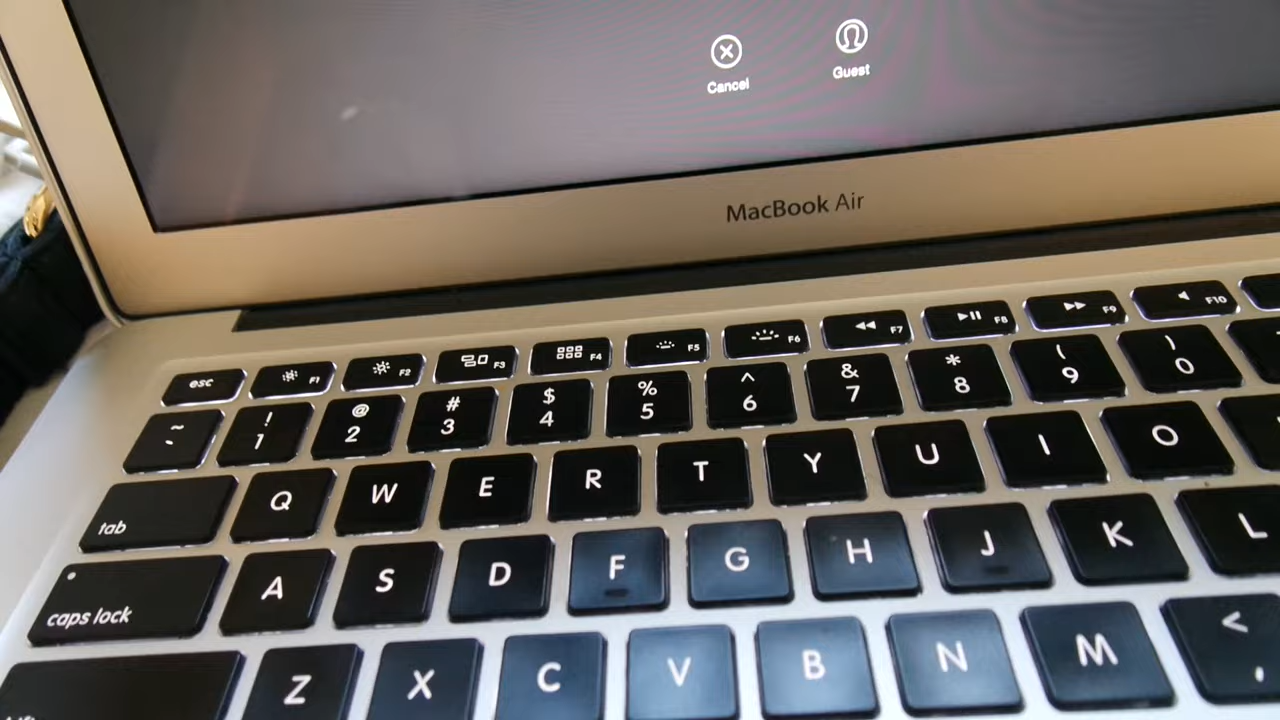 Cancel Guest
MacBook Air
esc F1 F2 F3 F4 F5 F6 F7 F8 F9 F10
~ ` ! 1 @ 2 # 3 $ 4 % 5 ^ 6 & 7 * 8 ( 9 ) 0
tab Q W E R T Y U I O
caps lock A S D F G H J K L
Z X C V B N M < ,